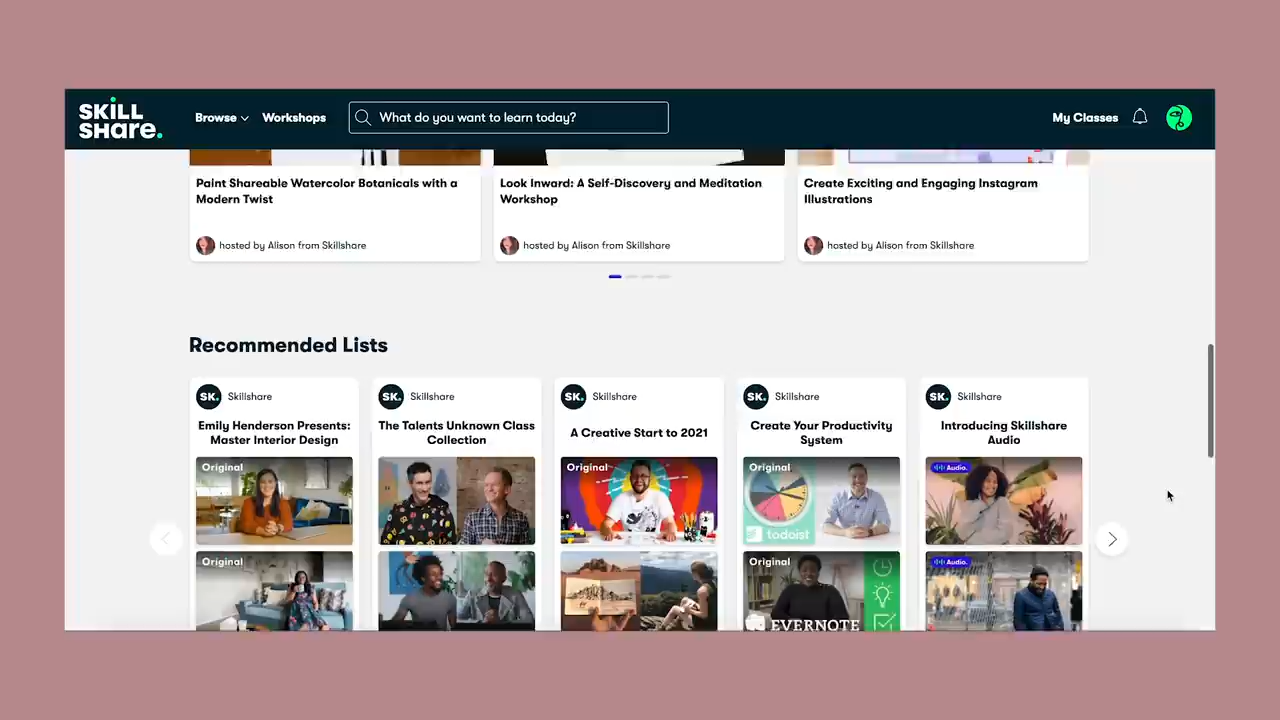 SKILL
SHare.
Browse
Workshops
What do you want to learn today?
My Classes
Paint Shareable Watercolor Botanicals with a
Modern Twist
hosted by Alison from Skillshare
Look Inward: A Self-Discovery and Meditation
Workshop
hosted by Alison from Skillshare
Create Exciting and Engaging Instagram
Illustrations
hosted by Alison from Skillshare
Recommended Lists
SK. Skillshare
Emily Henderson Presents:
Master Interior Design
Original
Original
SK. Skillshare
The Talents Unknown Class
Collection
SK. Skillshare
A Creative Start to 2021
Original
SK. Skillshare
Create Your Productivity
System
Original
todoist
Original
EVERNOTE
SK. Skillshare
Introducing Skillshare
Audio
Audio.
Audio.